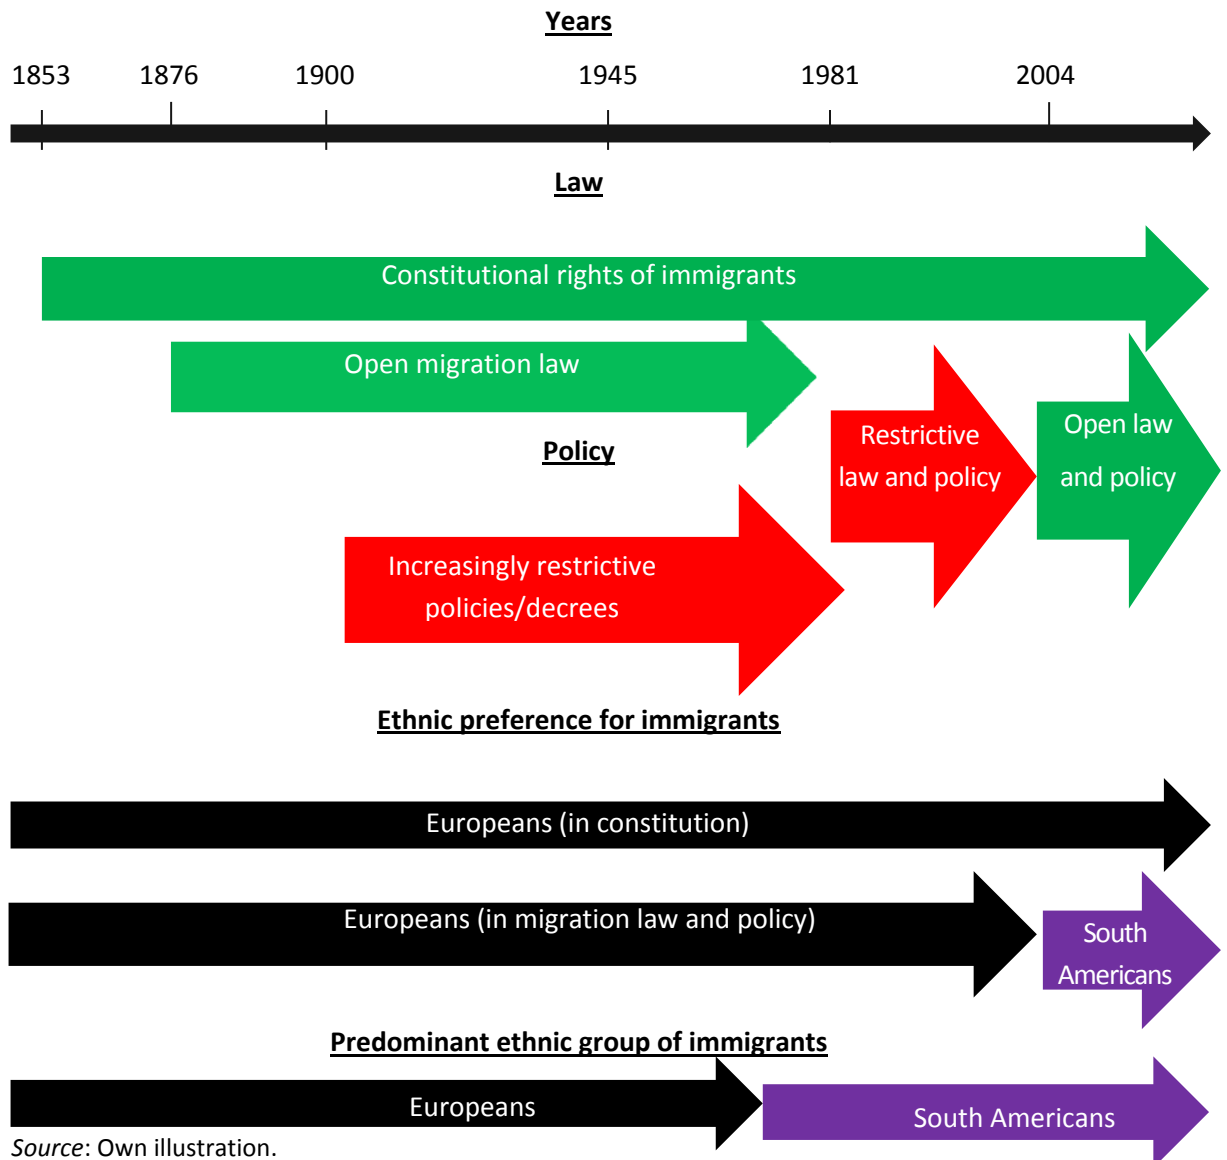 Years
1853 1876 1900 1945 1981 2004
Law
Constitutional rights of immigrants
Open migration law
Policy
Restrictive
law and policy
Open law
and policy
Increasingly restrictive
policies/decrees
Ethnic preference for immigrants
Europeans (in constitution)
Europeans (in migration law and policy)
South
Americans
Predominant ethnic group of immigrants
Europeans
South Americans
Source: Own illustration.